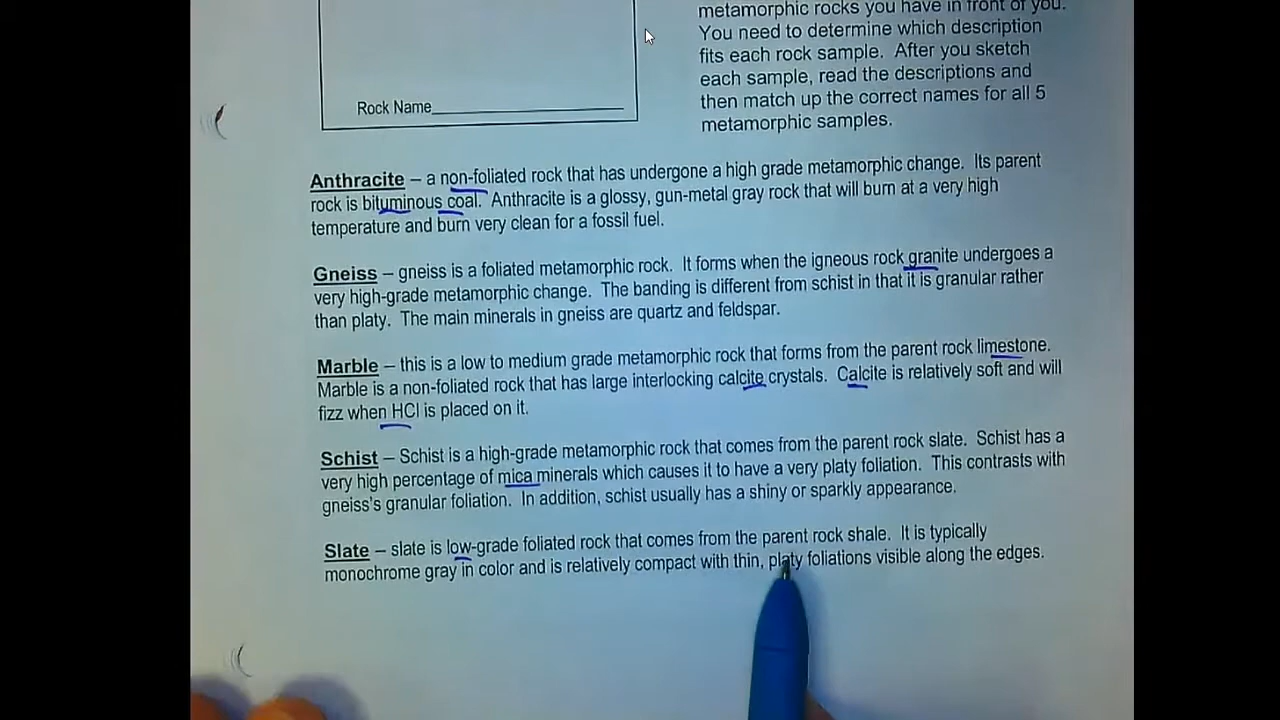 metamorphic rocks you have in front of you.
You need to determine which description
fits each rock sample. After you sketch
each sample, read the descriptions and
then match up the correct names for all 5
metamorphic samples.
Rock Name
Anthracite – a non-foliated rock that has undergone a high grade metamorphic change. Its parent
rock is bituminous coal. Anthracite is a glossy, gun-metal gray rock that will burn at a very high
temperature and burn very clean for a fossil fuel.
Gneiss – gneiss is a foliated metamorphic rock. It forms when the igneous rock granite undergoes a
very high-grade metamorphic change. The banding is different from schist in that it is granular rather
than platy. The main minerals in gneiss are quartz and feldspar.
Marble – this is a low to medium grade metamorphic rock that forms from the parent rock limestone.
Marble is a non-foliated rock that has large interlocking calcite crystals. Calcite is relatively soft and will
fizz when HCl is placed on it.
Schist – Schist is a high-grade metamorphic rock that comes from the parent rock slate. Schist has a
very high percentage of mica minerals which causes it to have a very platy foliation. This contrasts with
gneiss's granular foliation. In addition, schist usually has a shiny or sparkly appearance.
Slate – slate is low-grade foliated rock that comes from the parent rock shale. It is typically
monochrome gray in color and is relatively compact with thin, platy foliations visible along the edges.